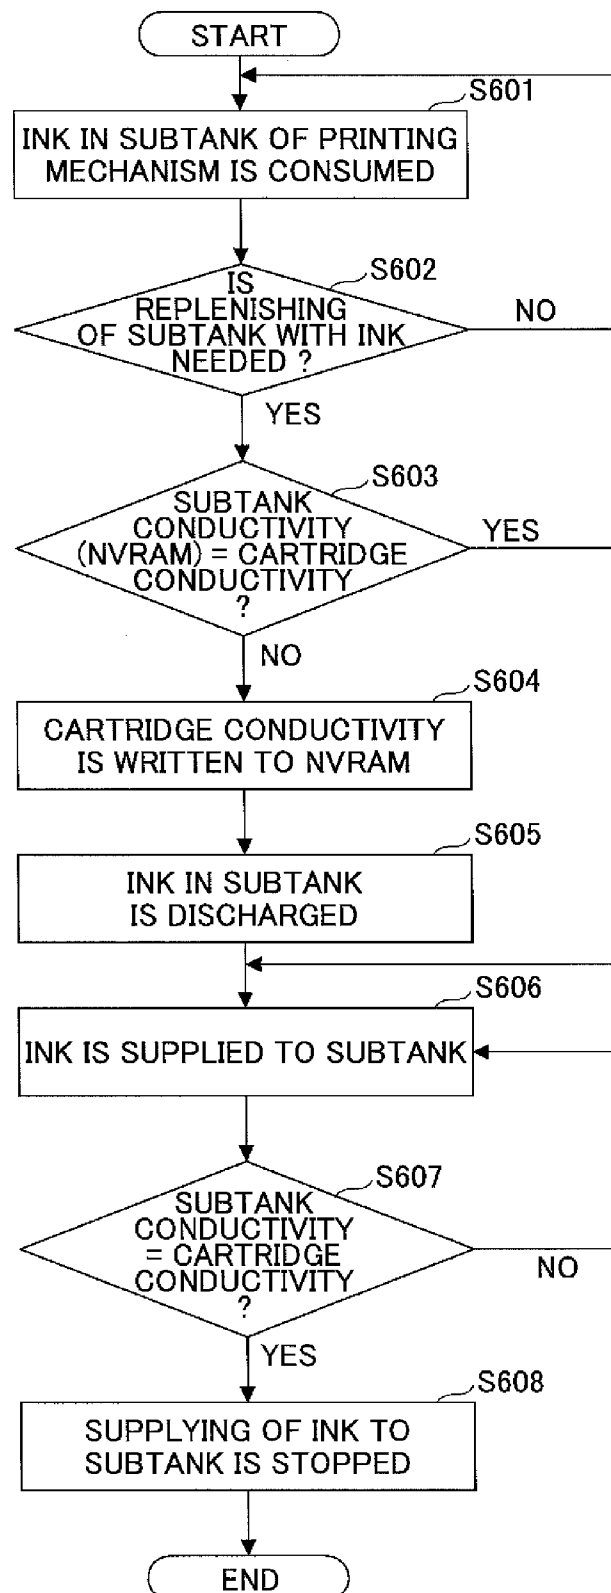 START
S601
INK IN SUBTANK OF PRINTING
MECHANISM IS CONSUMED
S602
IS
REPLENISHING
OF SUBTANK WITH INK
NEEDED ?
NO
YES
S603
SUBTANK
CONDUCTIVITY
(NVRAM) = CARTRIDGE
CONDUCTIVITY
?
YES
NO
S604
CARTRIDGE CONDUCTIVITY
IS WRITTEN TO NVRAM
S605
INK IN SUBTANK
IS DISCHARGED
S606
INK IS SUPPLIED TO SUBTANK
S607
SUBTANK
CONDUCTIVITY
= CARTRIDGE
CONDUCTIVITY
?
NO
YES
S608
SUPPLYING OF INK TO
SUBTANK IS STOPPED
END